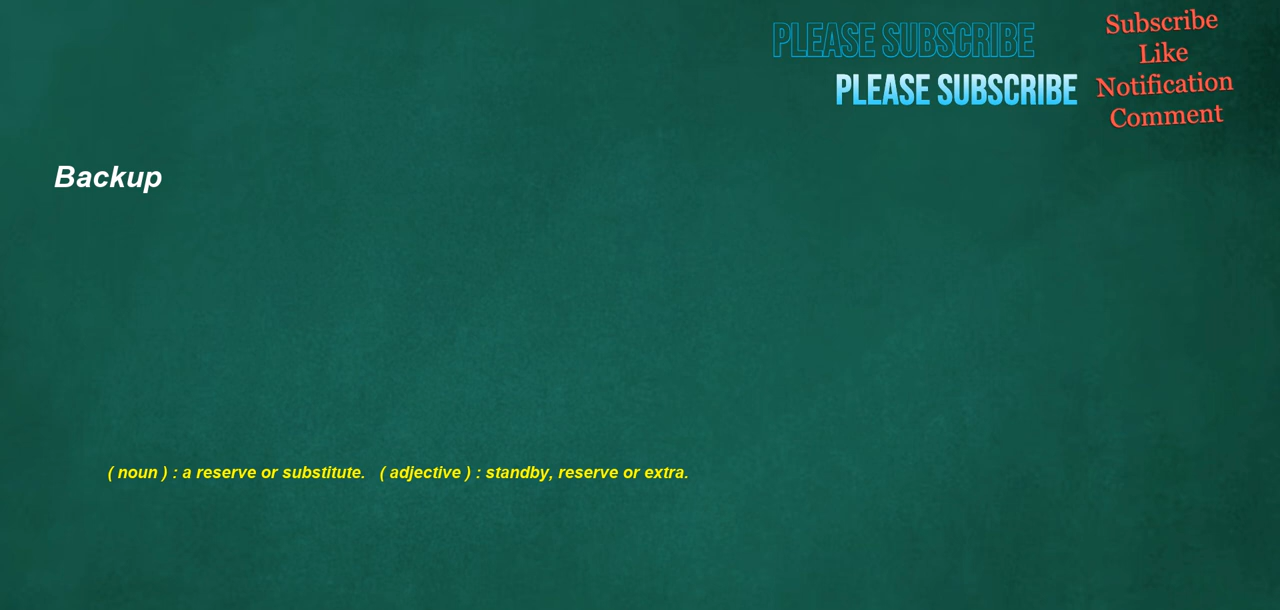 PLEASE SUBSCRIBE
PLEASE SUBSCRIBE
Subscribe
Like
Notification
Comment
Backup
( noun ) : a reserve or substitute. ( adjective ) : standby, reserve or extra.